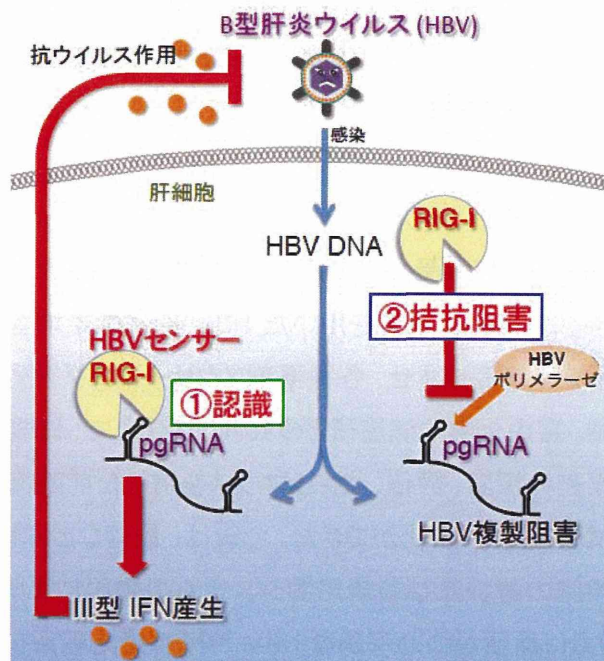 B型肝炎ウイルス (HBV)
抗ウイルス作用
感染
肝細胞
HBV DNA
RIG-I
②拮抗阻害
HBVセンサー
RIG-I
①認識
pgRNA
HBV
ポリメラーゼ
pgRNA
HBV複製阻害
III型 IFN産生